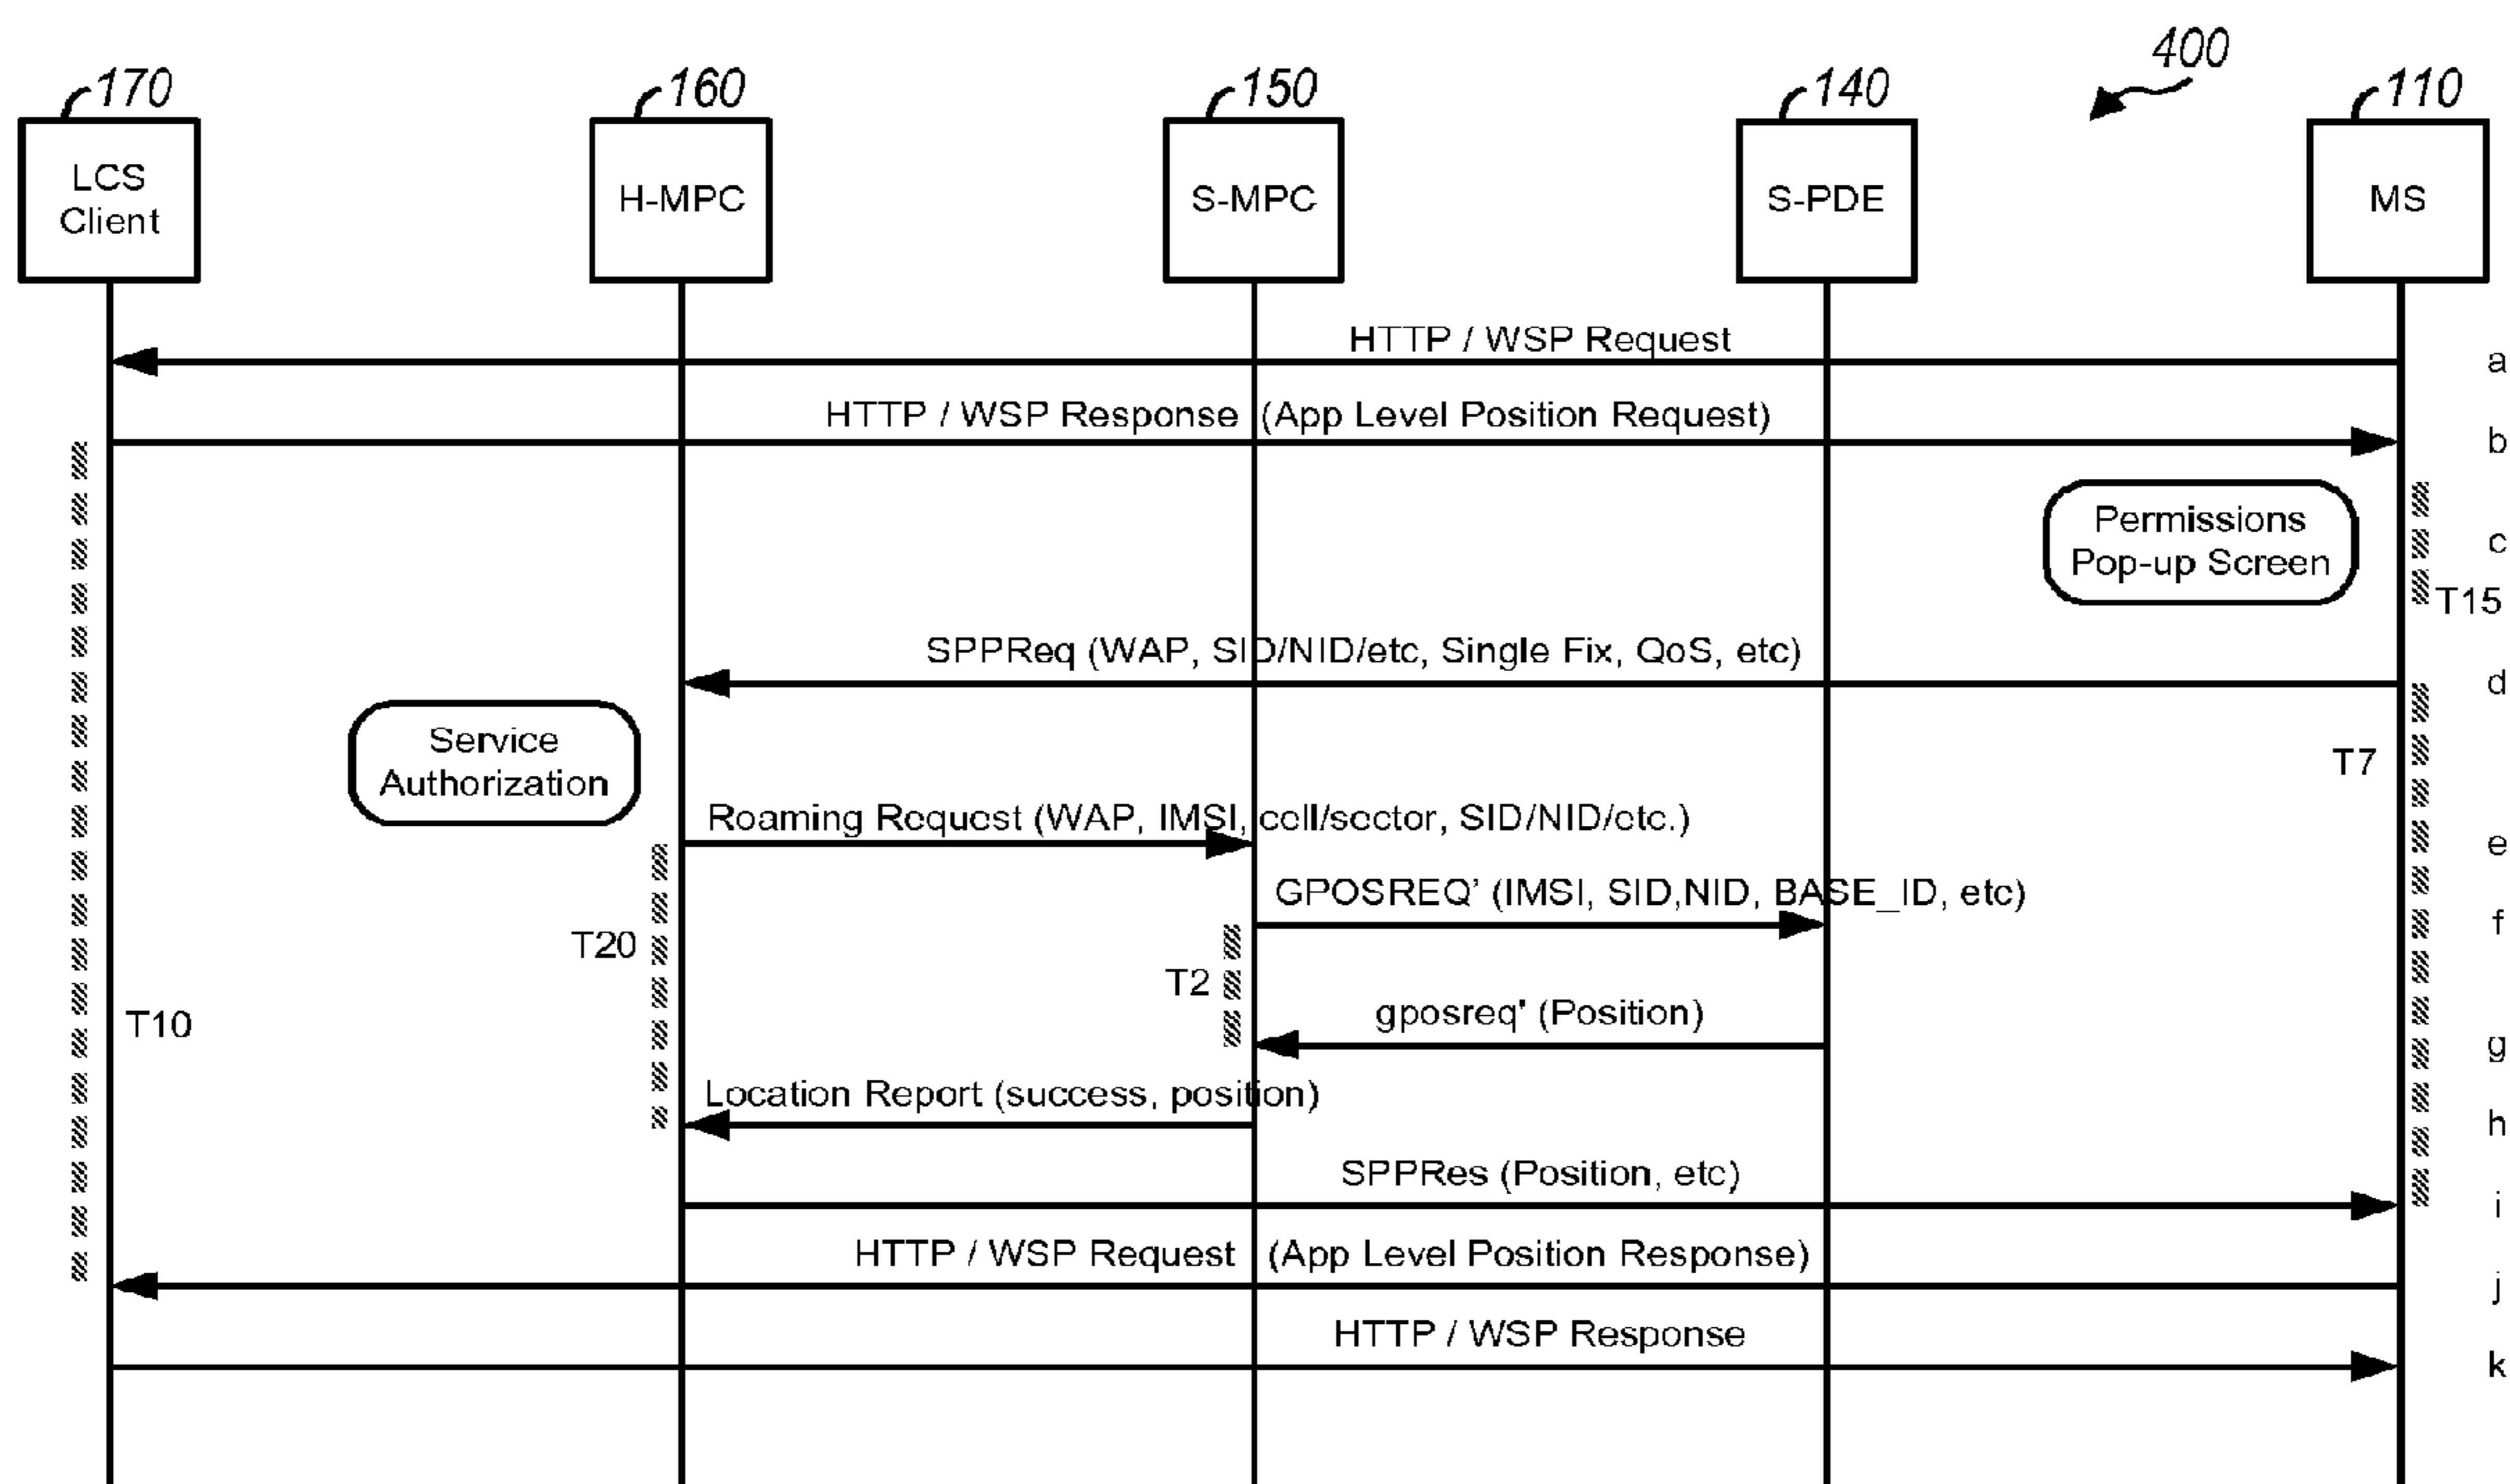 400
170
160
150
140
110
LCS
Client
H-MPC
S-MPC
S-PDE
MS
HTTP / WSP Request
a
HTTP / WSP Response (App Level Position Request)
b
Permissions
Pop-up Screen
c
T15
SPPReq (WAP, SID/NID/etc, Single Fix, QoS, etc)
d
Service
Authorization
T7
Roaming Request (WAP, IMSI, cell/sector, SID/NID/etc.)
e
GPOSREQ’ (IMSI, SID,NID, BASE_ID, etc)
f
T20
T2
gposreq' (Position)
T10
g
Location Report (success, position)
h
SPPRes (Position, etc)
i
HTTP / WSP Request (App Level Position Response)
j
HTTP / WSP Response
k